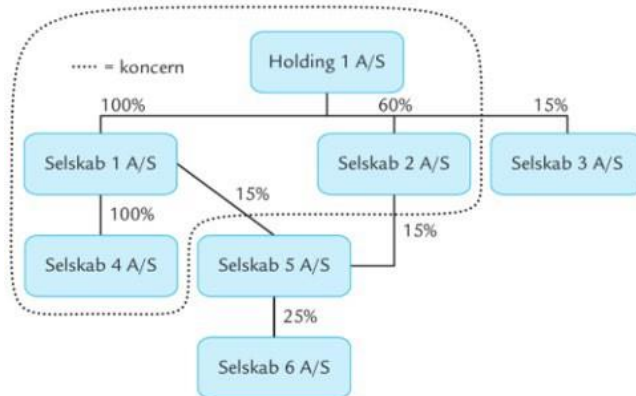 Holding 1 A/S
····· = koncern
100%
60%
15%
Selskab 1 A/S
Selskab 2 A/S
Selskab 3 A/S
15%
100%
15%
Selskab 4 A/S
Selskab 5 A/S
25%
Selskab 6 A/S